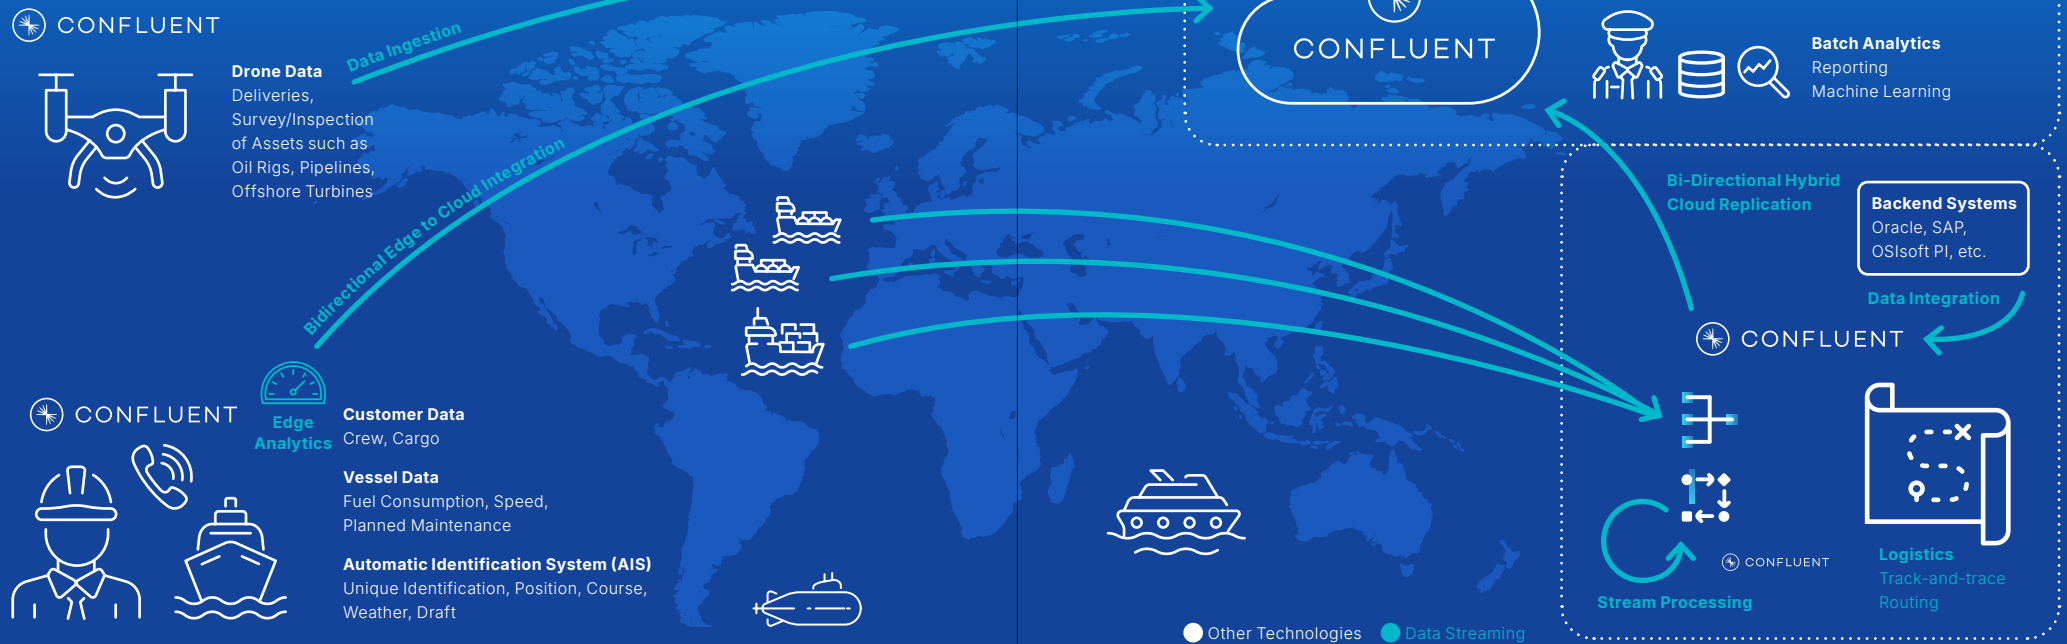 CONFLUENT
Data Ingestion
Drone Data
Deliveries,
Survey/Inspection
of Assets such as
Oil Rigs, Pipelines,
Offshore Turbines
Bidirectional Edge to Cloud Integration
CONFLUENT
Edge
Analytics
Customer Data
Crew, Cargo
Vessel Data
Fuel Consumption, Speed,
Planned Maintenance
Automatic Identification System (AIS)
Unique Identification, Position, Course,
Weather, Draft
CONFLUENT
Batch Analytics
Reporting
Machine Learning
Bi-Directional Hybrid
Cloud Replication
Backend Systems
Oracle, SAP,
OSIsoft PI, etc.
Data Integration
CONFLUENT
CONFLUENT
Stream Processing
Logistics
Track-and-trace
Routing
Other Technologies
Data Streaming